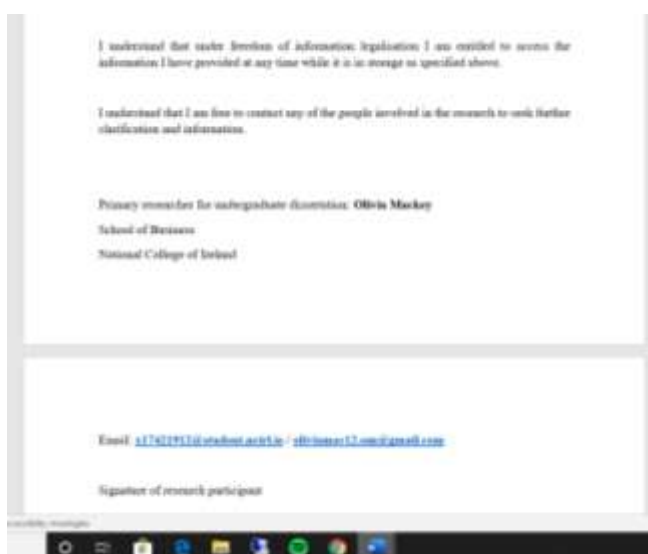 I understand that under freedom of information legalisation I am entitled to access the
information I have provided at any time while it is in storage as specified above.
I understand that I am free to contact any of the people involved in the research to seek further
clarification and information.
Primary researcher for undergraduate dissertation: Olivia Mackey
School of Business
National College of Ireland
Email: / 
Signature of research participant